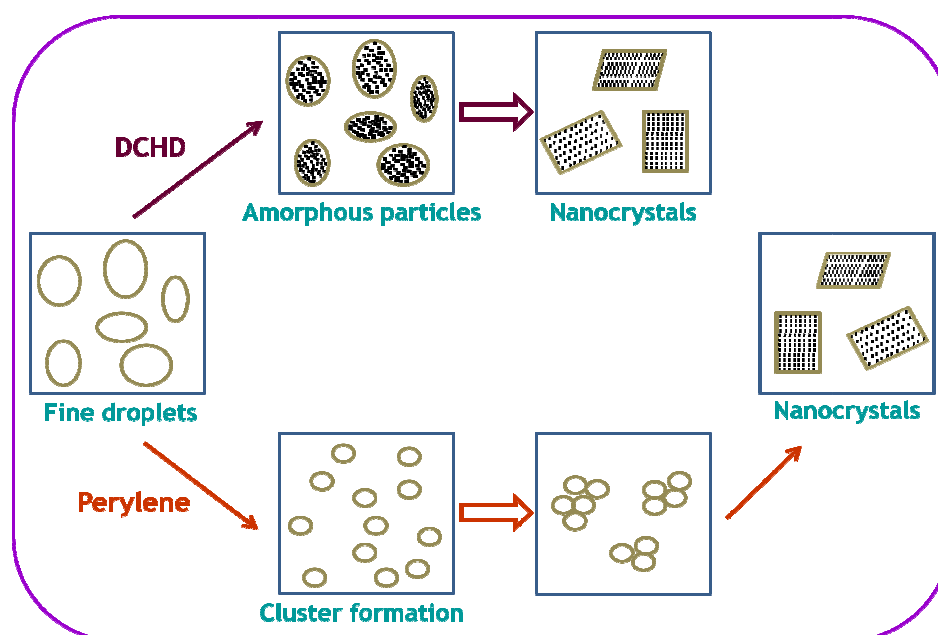 DCHD
Amorphous particles
Nanocrystals
Fine droplets
Nanocrystals
Perylene
Cluster formation